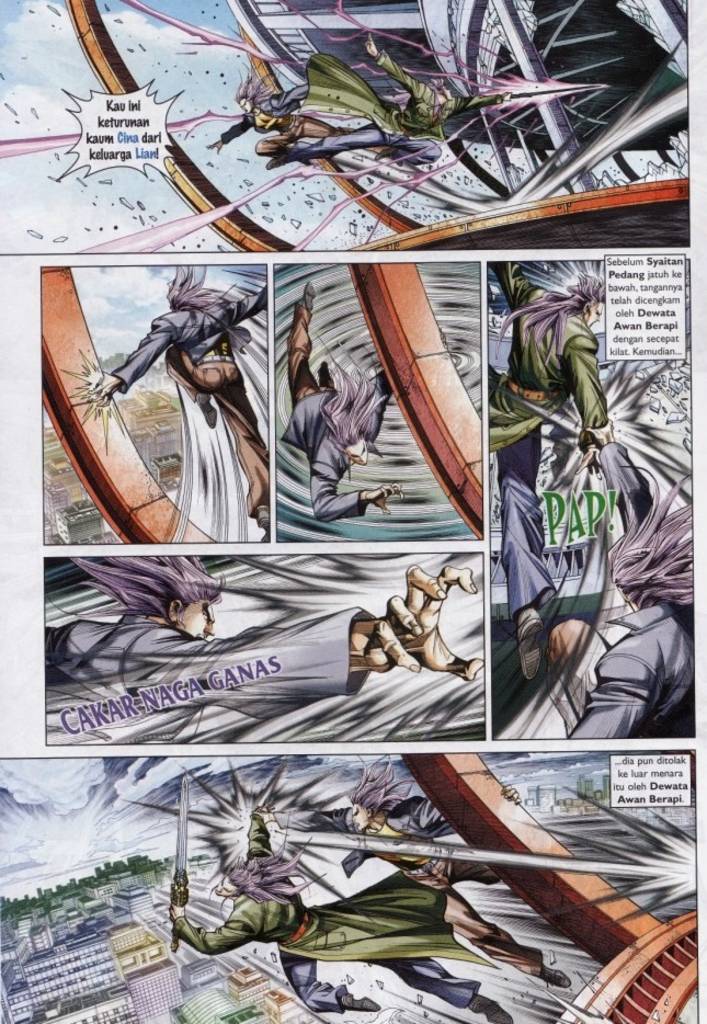 Kau ini
keturunan
kaum Cina dari
keluarga Lian!
Sebelum Syaitan
Pedang jatuh ke
bawah, tangannya
telah dicengkam
oleh Dewata
Awan Berapi
dengan secepat
kilat. Kemudian...
PAP!
CAKAR NAGA GANAS
...dia pun ditolak
ke luar menara
itu oleh Dewata
Awan Berapi.